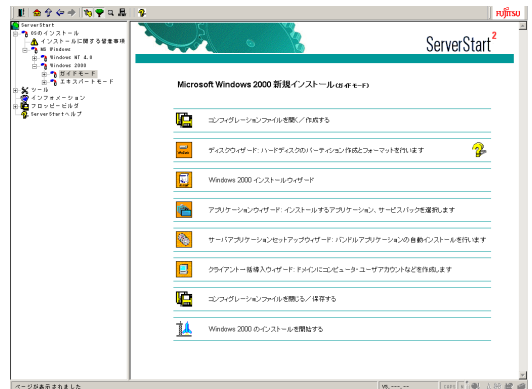 FUJITSU
ServerStart
OSのインストール
インストールに関する留意事項
MS Windows
Windows NT 4.0
Windows 2000
ガイドモード
エキスパートモード
ツール
インフォメーション
フロッピービルダ
ServerStartヘルプ
ServerStart2
Microsoft Windows 2000 新規インストール(ガイドモード)
コンフィグレーションファイルを開く／作成する
ディスクウィザード: ハードディスクのパーティション作成とフォーマットを行います
Windows 2000 インストールウィザード
アプリケーションウィザード: インストールするアプリケーション、サービスパックを選択します
サーバアプリケーションセットアップウィザード: バンドルアプリケーションの自動インストールを行います
クライアント一括導入ウィザード: ドメインにコンピュータ・ユーザアカウントなどを作成します
コンフィグレーションファイルを閉じる／保存する
Windows 2000 のインストールを開始する
ページが表示されました